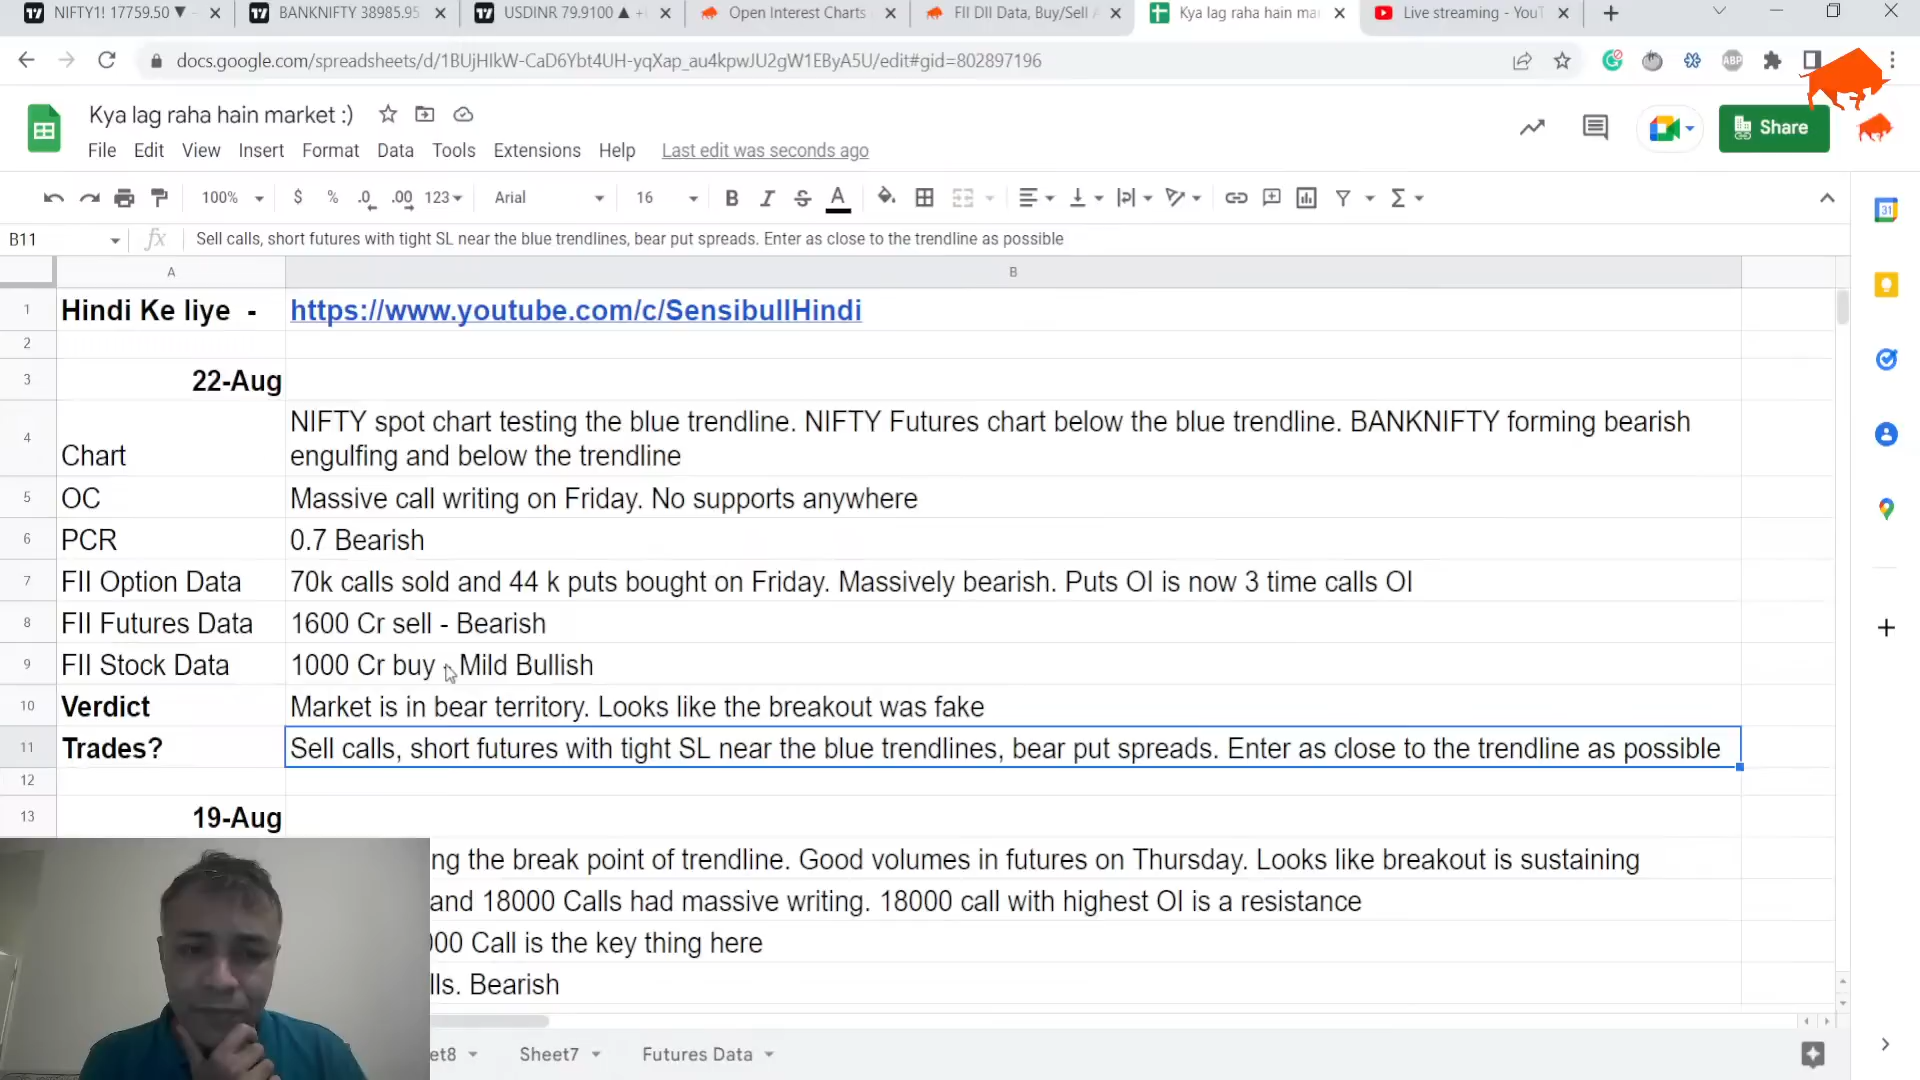 NIFTY1! 17759.50 ▼
BANKNIFTY 38985.95
USDINR 79.9100 ▲
Open Interest Charts
FII DII Data, Buy/Sell
Kya lag raha hain ma
Live streaming - You
docs.google.com/spreadsheets/d/1BUjHIkW-CaD6Ybt4UH-yqXap_au4kpwJU2gW1EByA5U/edit#gid=802897196
ABP
Kya lag raha hain market :)
File Edit View Insert Format Data Tools Extensions Help Last edit was seconds ago
Share
100% $ % .0 .00 123 Arial 16 B I S A
31
B11 fx Sell calls, short futures with tight SL near the blue trendlines, bear put spreads. Enter as close to the trendline as possible
A B
1 Hindi Ke liye - https://www.youtube.com/c/SensibullHindi
2
3 22-Aug
NIFTY spot chart testing the blue trendline. NIFTY Futures chart below the blue trendline. BANKNIFTY forming bearish
4 Chart engulfing and below the trendline
5 OC Massive call writing on Friday. No supports anywhere
6 PCR 0.7 Bearish
7 FII Option Data 70k calls sold and 44 k puts bought on Friday. Massively bearish. Puts OI is now 3 time calls OI
8 FII Futures Data 1600 Cr sell - Bearish
9 FII Stock Data 1000 Cr buy - Mild Bullish
10 Verdict Market is in bear territory. Looks like the breakout was fake
11 Trades? Sell calls, short futures with tight SL near the blue trendlines, bear put spreads. Enter as close to the trendline as possible
12
13 19-Aug
ng the break point of trendline. Good volumes in futures on Thursday. Looks like breakout is sustaining
and 18000 Calls had massive writing. 18000 call with highest OI is a resistance
000 Call is the key thing here
lls. Bearish
et8 Sheet7 Futures Data